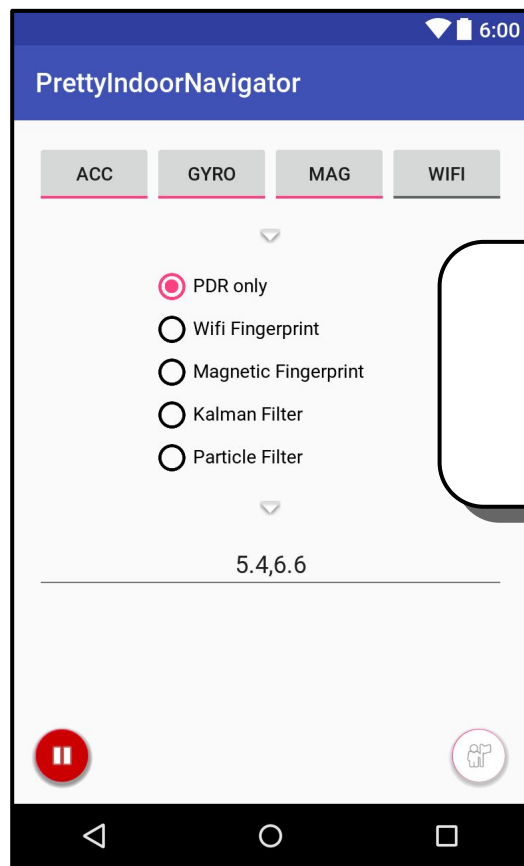 6:00
PrettyIndoorNavigator
ACC GYRO MAG WIFI
PDR only
Wifi Fingerprint
Magnetic Fingerprint
Kalman Filter
Particle Filter
5.4,6.6